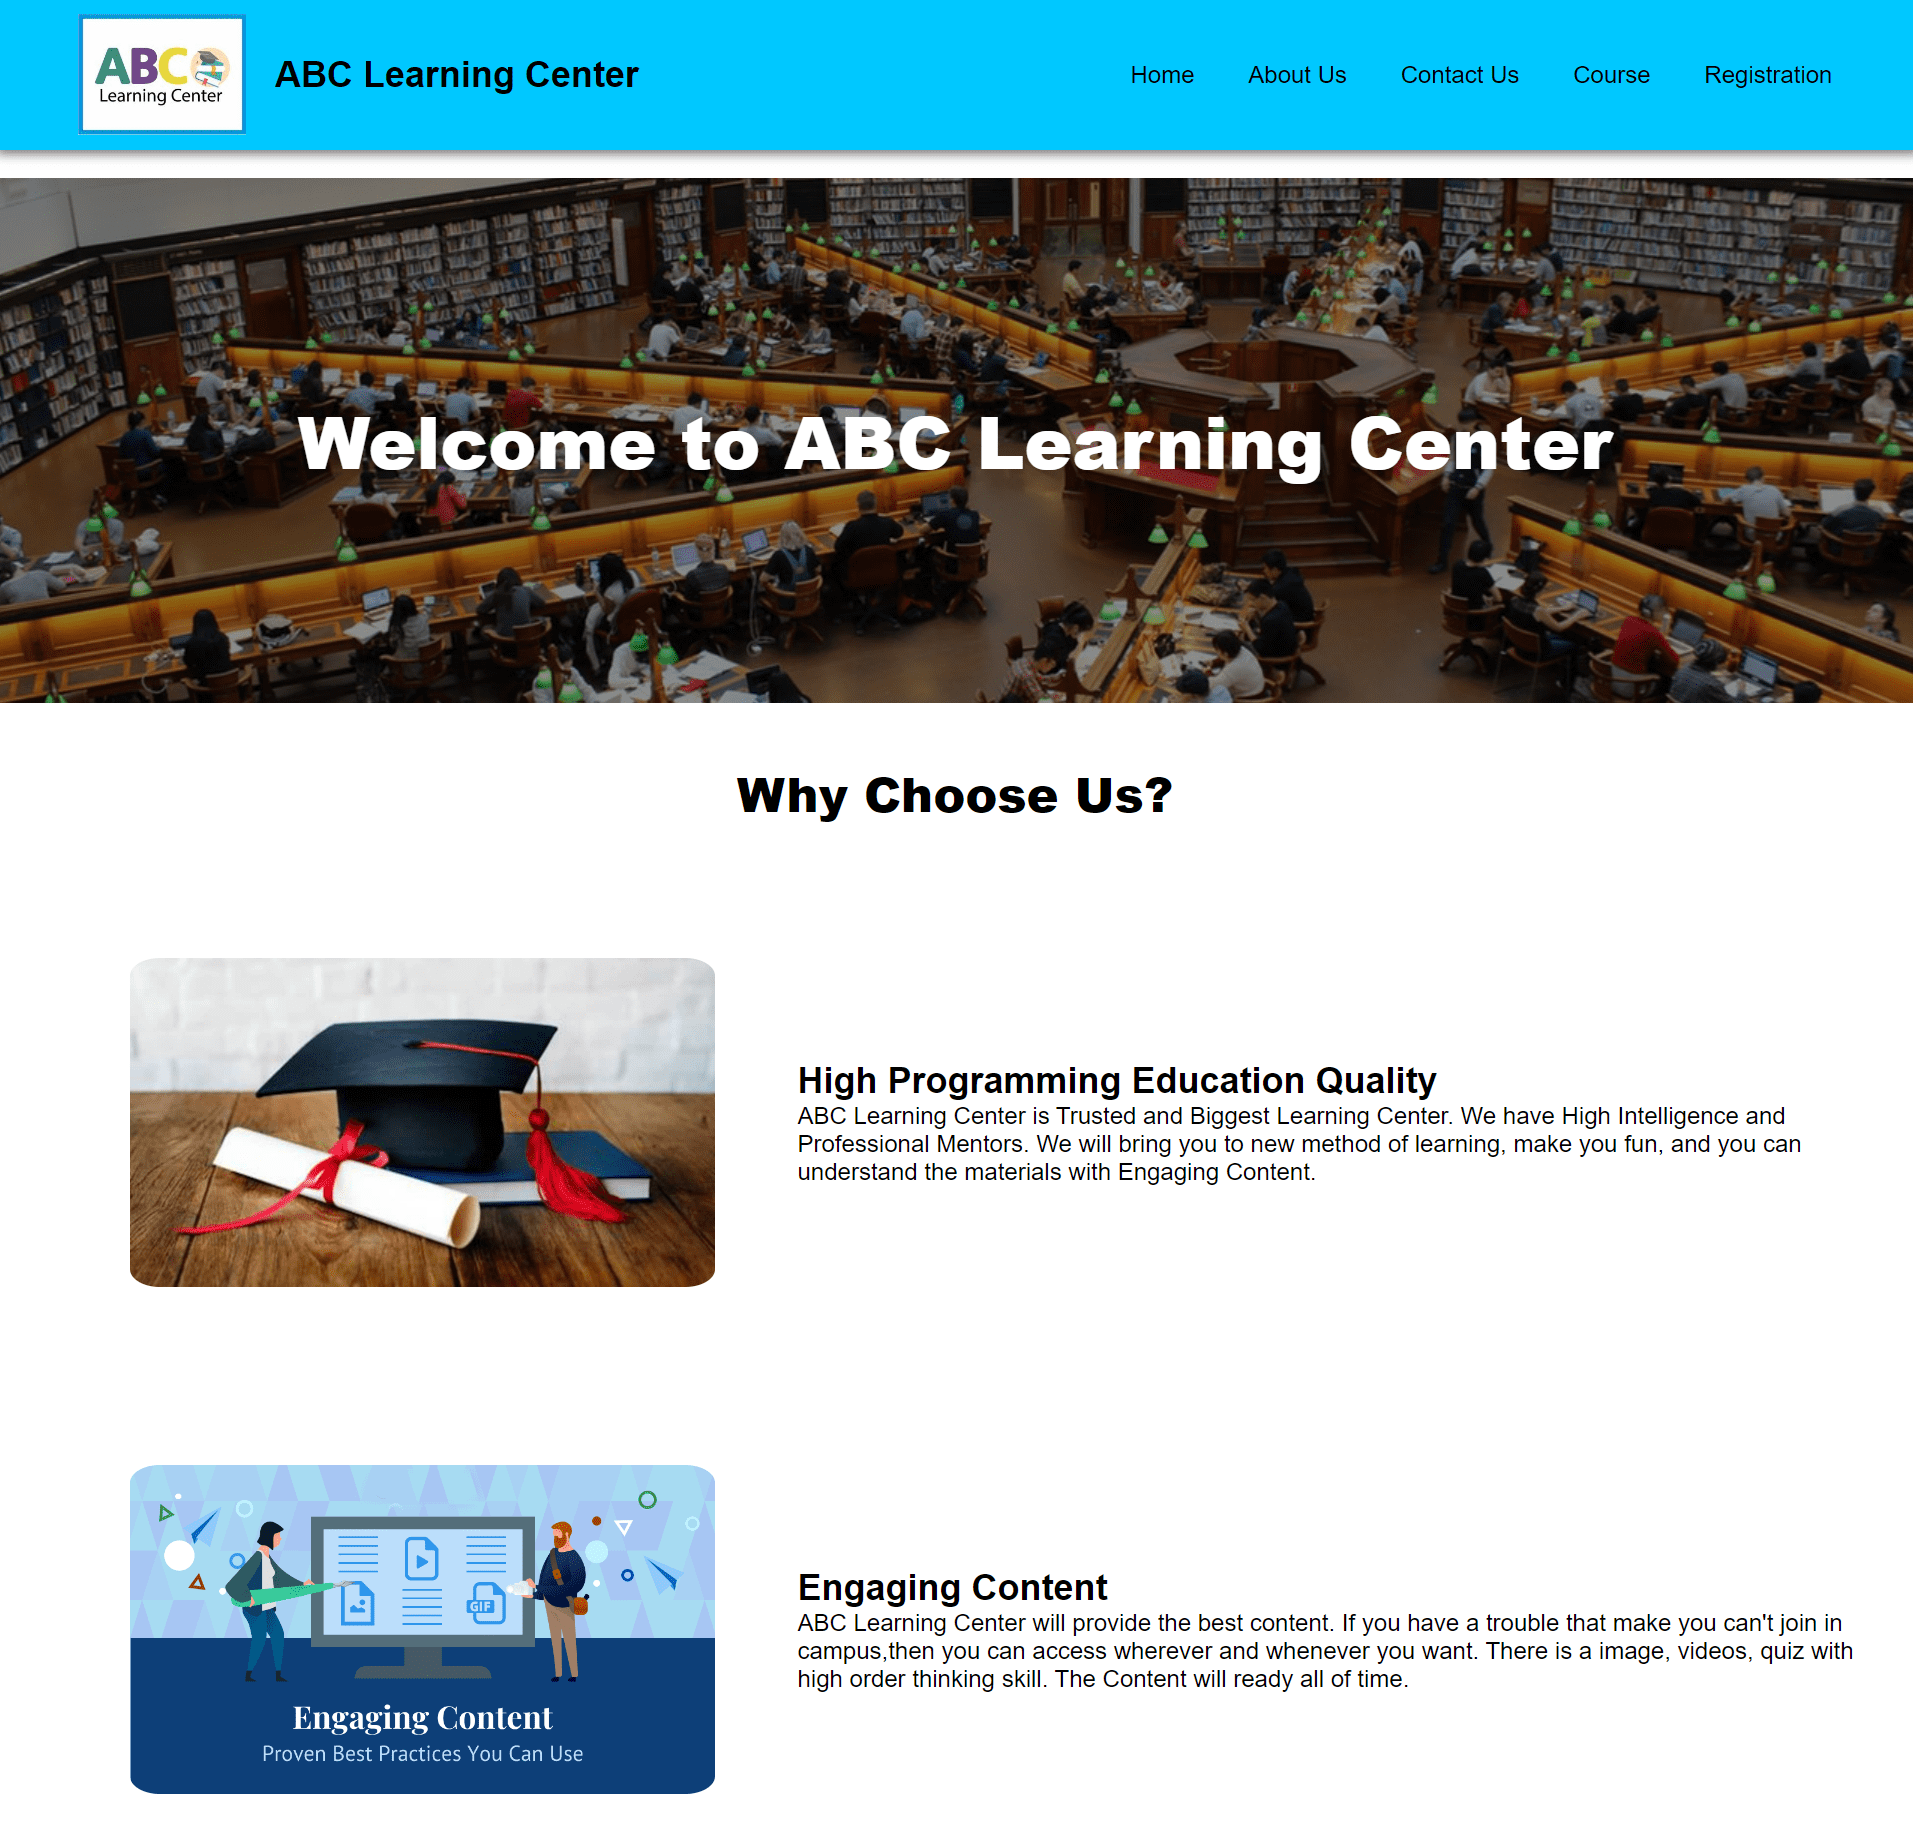 ABC
Learning Center
ABC Learning Center
Home
About Us
Contact Us
Course
Registration
Welcome to ABC Learning Center
Why Choose Us?
High Programming Education Quality
ABC Learning Center is Trusted and Biggest Learning Center. We have High Intelligence and
Professional Mentors. We will bring you to new method of learning, make you fun, and you can
understand the materials with Engaging Content.
GIF
Engaging Content
Proven Best Practices You Can Use
Engaging Content
ABC Learning Center will provide the best content. If you have a trouble that make you can't join in
campus,then you can access wherever and whenever you want. There is a image, videos, quiz with
high order thinking skill. The Content will ready all of time.